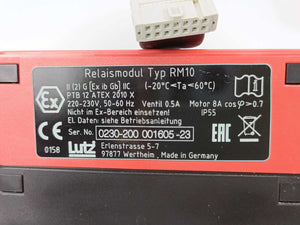 Relaismodul Typ RM10
II (2) G [Ex ib Gb] IIC (-20°C≤Ta≤60°C)
PTB 12 ATEX 2010 X
220-230V, 50-60 Hz Ventil 0.5A Motor 8A cosφ>0.7
Nicht im Ex-Bereich einsetzen! IP55
El. Daten siehe Betriebsanleitung
Ser. No. 0230-200 001605-23
Ex
0158
Lutz
Erlenstrasse 5-7
97877 Wertheim, Made in Germany
EAC